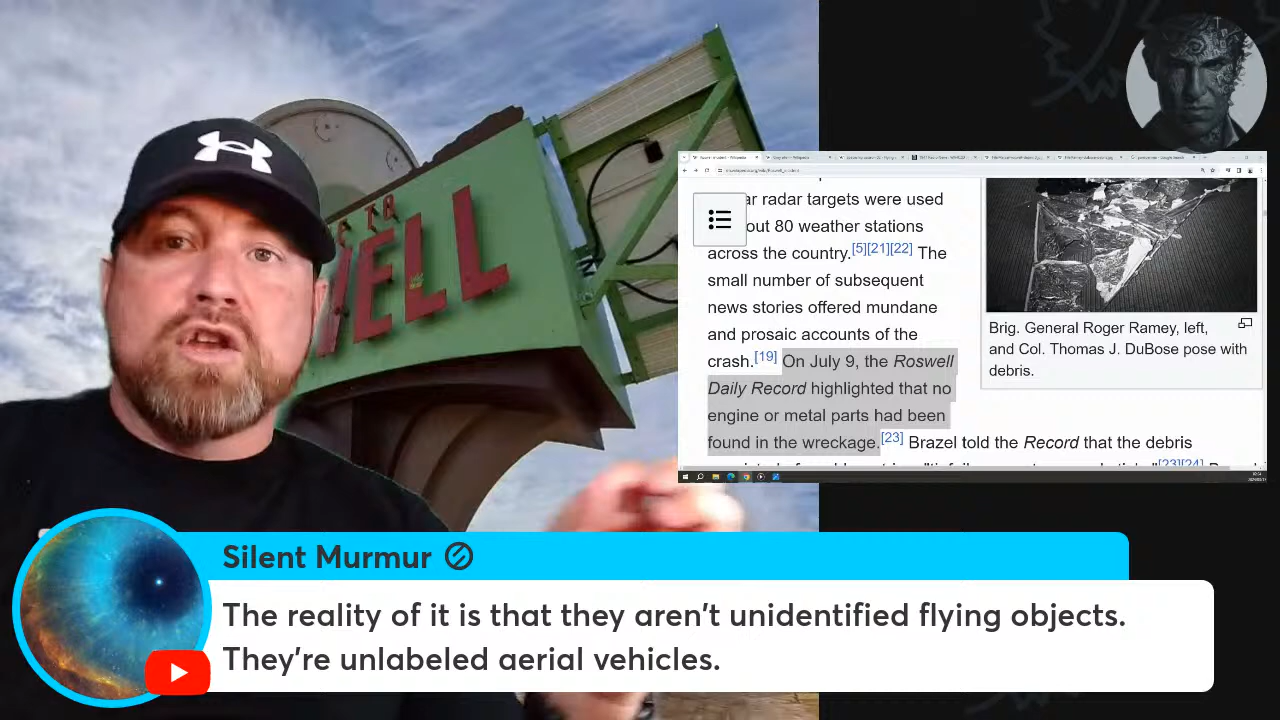 TO
WELL
ar radar targets were used
out 80 weather stations
across the country.[5][21][22] The
small number of subsequent
news stories offered mundane
and prosaic accounts of the
crash.[19] On July 9, the Roswell
Daily Record highlighted that no
engine or metal parts had been
found in the wreckage.[23] Brazel told the Record that the debris
Brig. General Roger Ramey, left,
and Col. Thomas J. DuBose pose with
debris.
Silent Murmur
The reality of it is that they aren't unidentified flying objects.
They're unlabeled aerial vehicles.